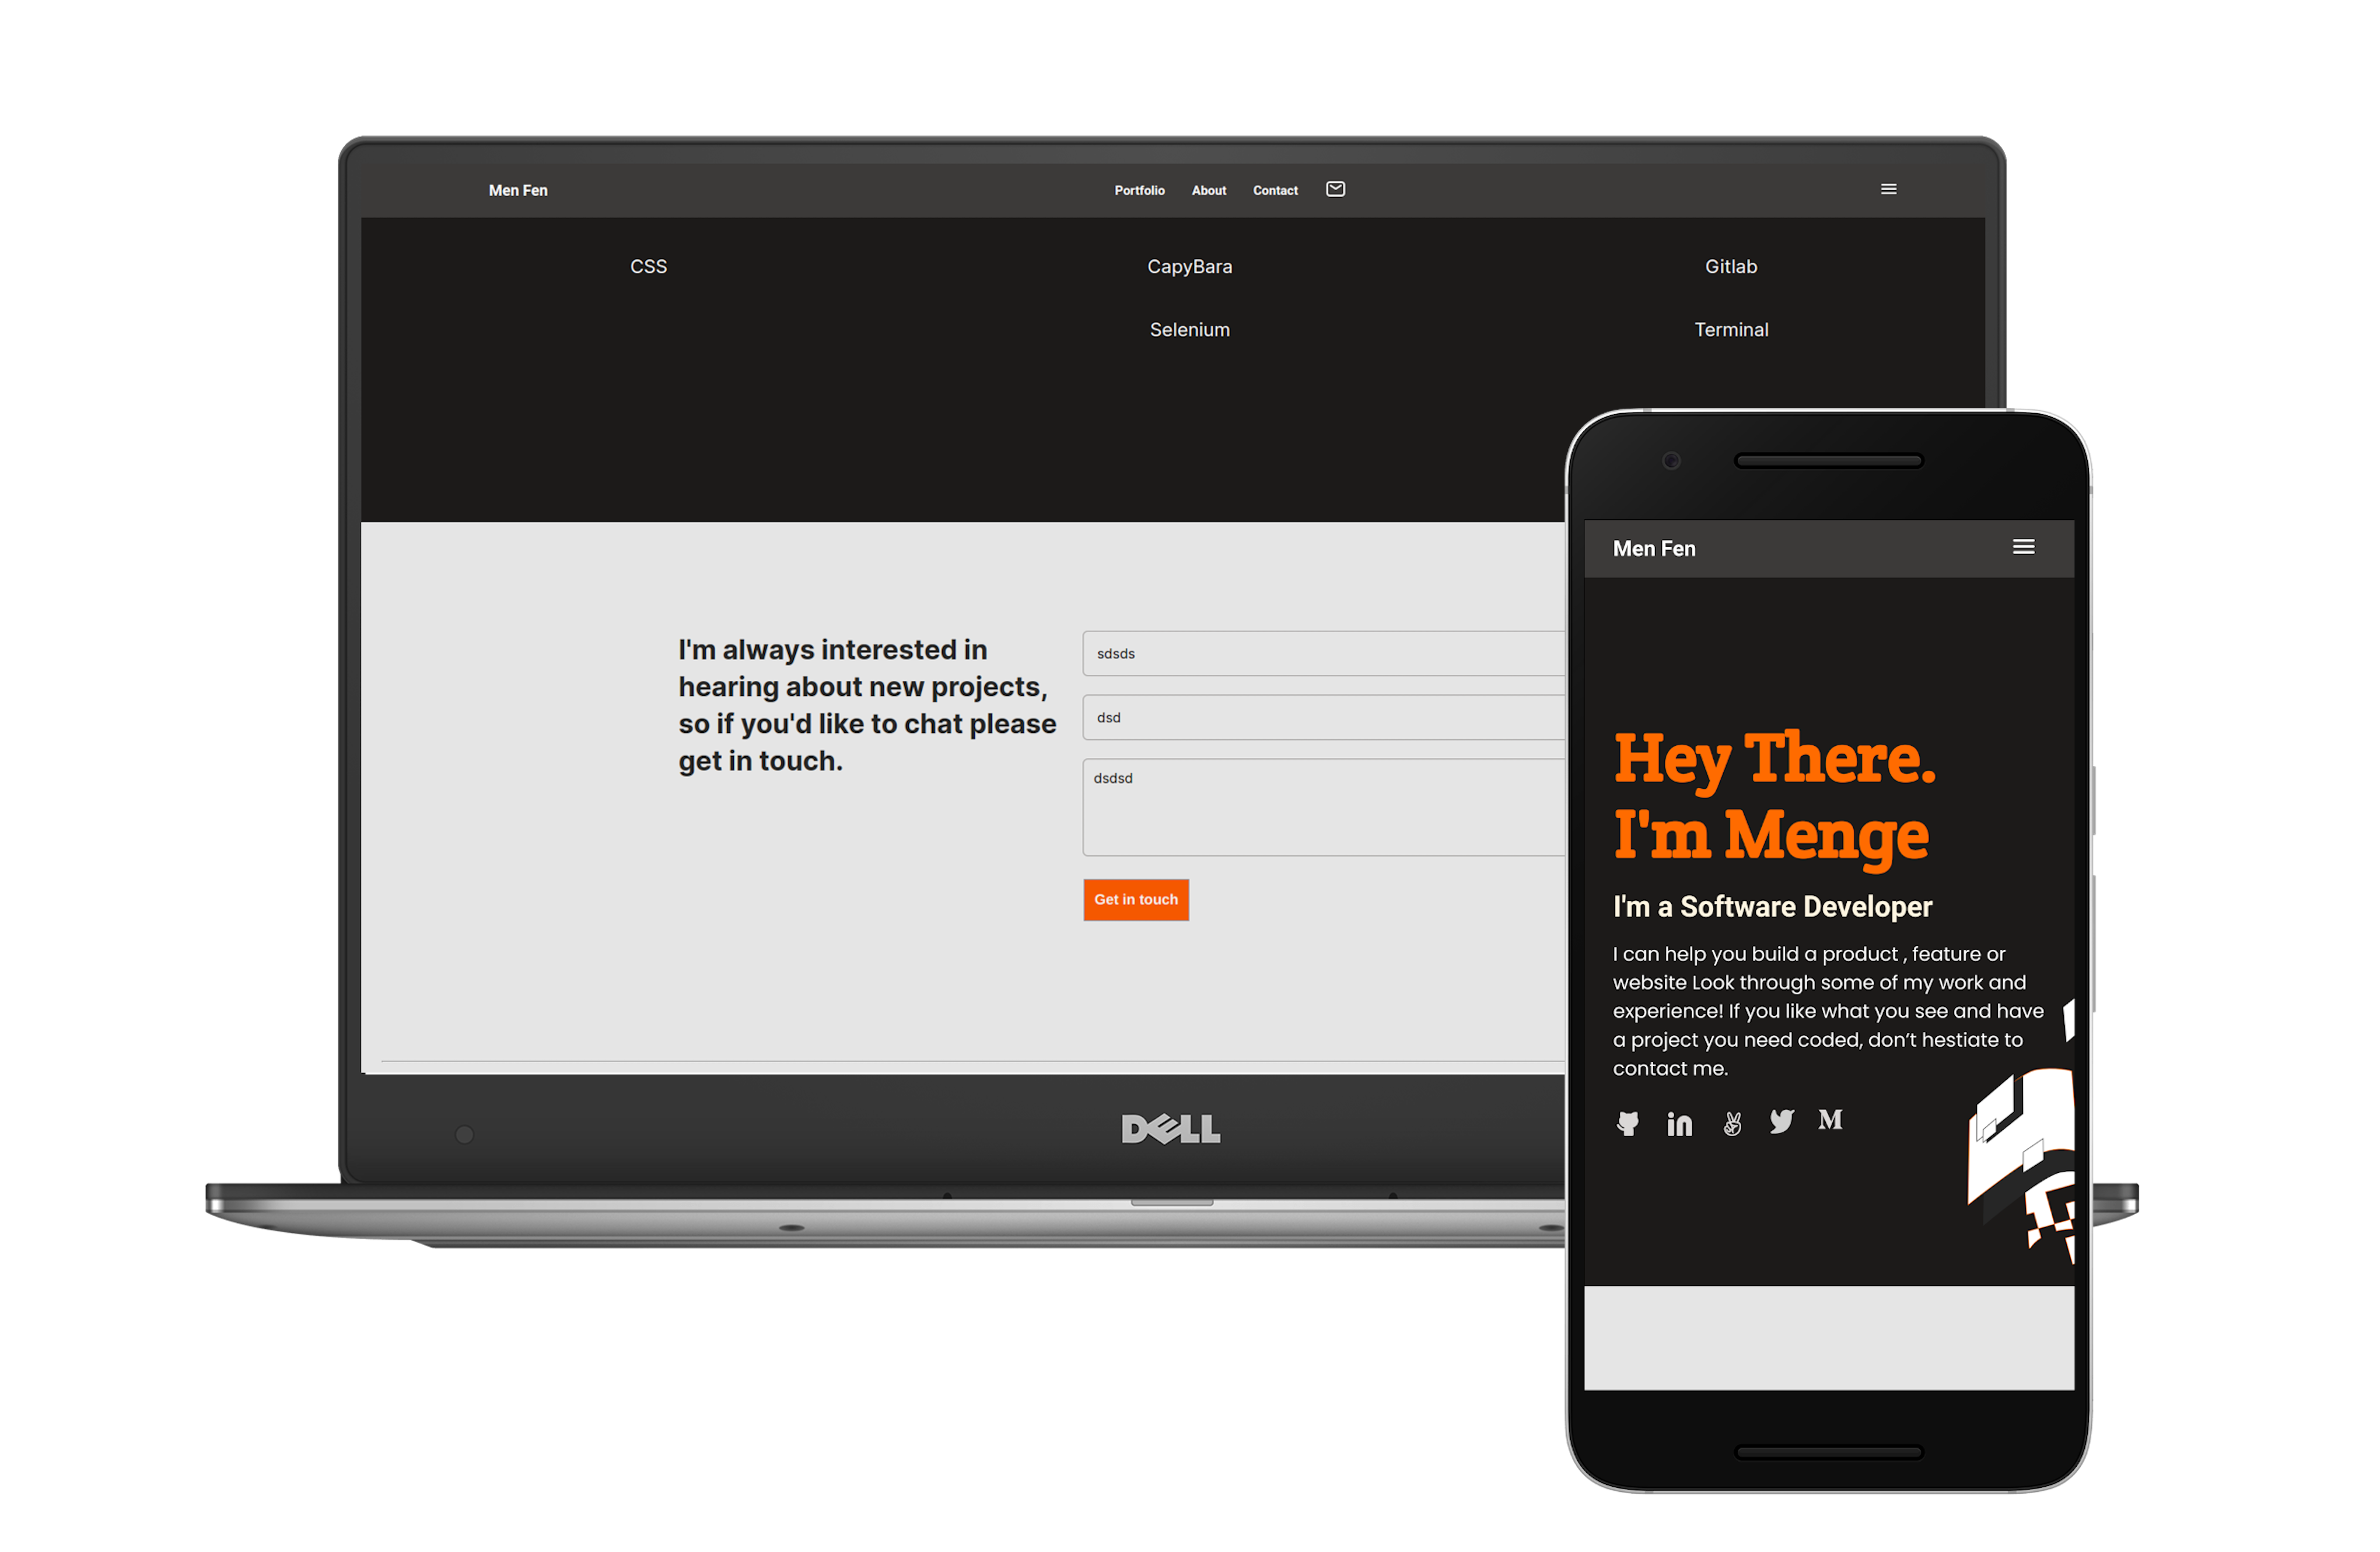 Men Fen
Portfolio About Contact
CSS CapyBara Gitlab
Selenium Terminal
I'm always interested in
hearing about new projects,
so if you'd like to chat please
get in touch.
sdsds
dsd
dsdsd
Get in touch
DELL
Men Fen
Hey There.
I'm Menge
I'm a Software Developer
I can help you build a product , feature or
website Look through some of my work and
experience! If you like what you see and have
a project you need coded, don’t hestiate to
contact me.
in
M